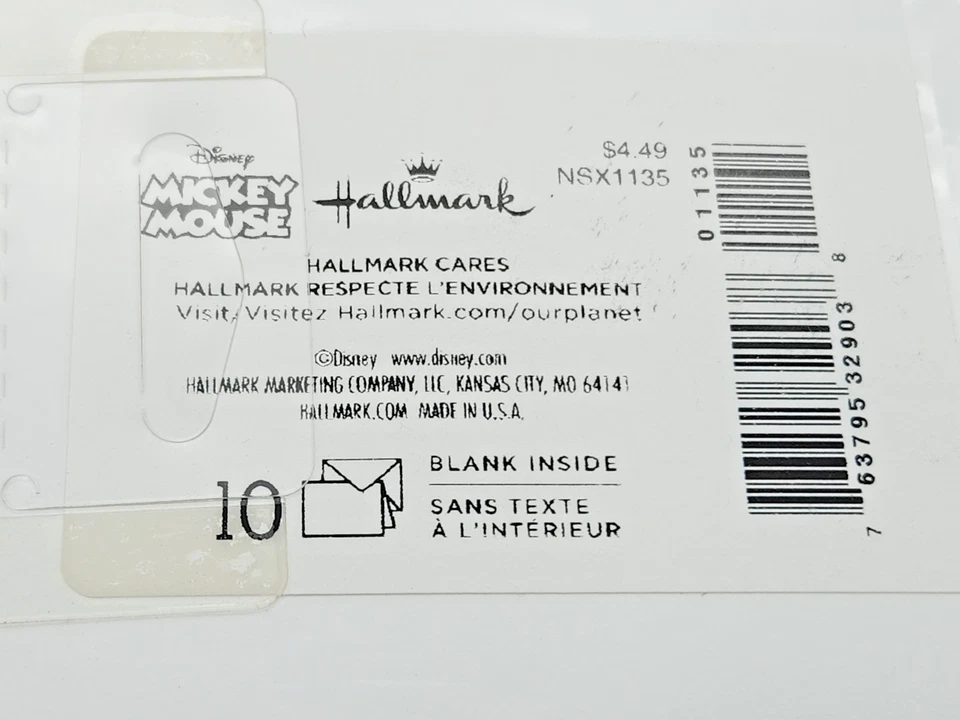 Disney
MICKEY
MOUSE
Hallmark
$4.49
NSX1135
HALLMARK CARES
HALLMARK RESPECTE L'ENVIRONNEMENT
Visit, Visitez Hallmark.com/ourplanet
©Disney www.disney.com
HALLMARK MARKETING COMPANY, LLC, KANSAS CITY, MO 64141
HALLMARK.COM MADE IN U.S.A.
10
BLANK INSIDE
SANS TEXTE
À L'INTÉRIEUR
01135
7 63795 32903 8